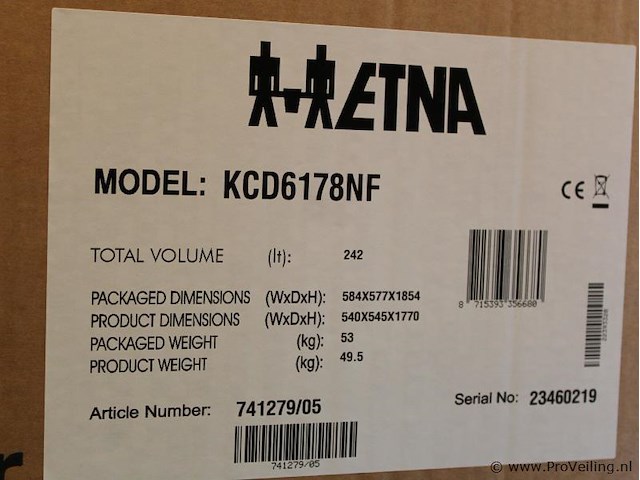 ETNA
MODEL: KCD6178NF
CE
TOTAL VOLUME (lt): 242
PACKAGED DIMENSIONS (WxDxH): 584X577X1854
PRODUCT DIMENSIONS (WxDxH): 540X545X1770
PACKAGED WEIGHT (kg): 53
PRODUCT WEIGHT (kg): 49.5
8 715393 356680
Article Number: 741279/05
Serial No: 23460219
741279/05
r
© www.ProVeiling.nl